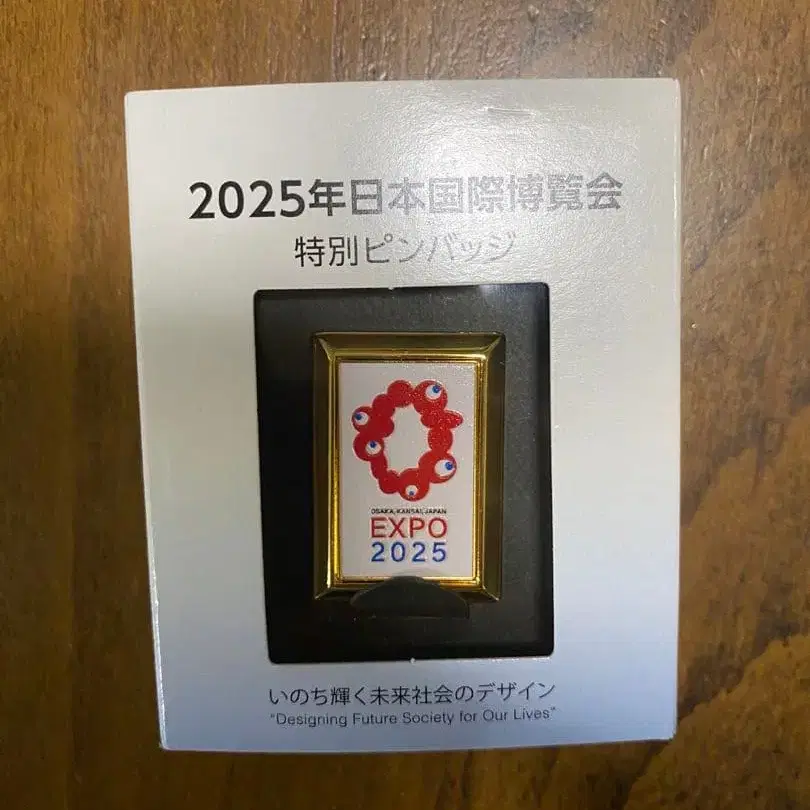 2025年日本国際博覧会
特別ピンバッジ
OSAKA, KANSAI, JAPAN
EXPO
2025
いのち輝く未来社会のデザイン
"Designing Future Society for Our Lives"